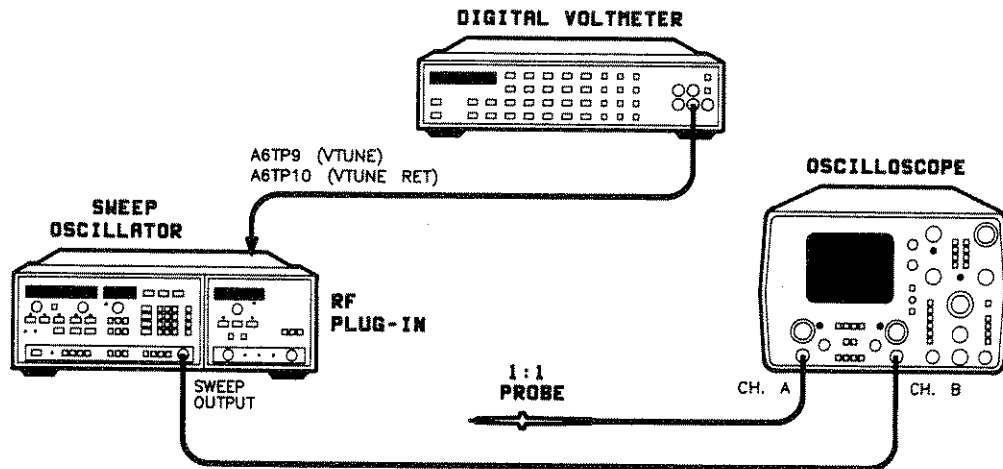 DIGITAL VOLTMETER
A6TP9 (VTUNE)
A6TP10 (VTUNE RET)
OSCILLOSCOPE
SWEEP
OSCILLATOR
RF
PLUG-IN
SWEEP
OUTPUT
1:1
PROBE
CH. A
CH. B